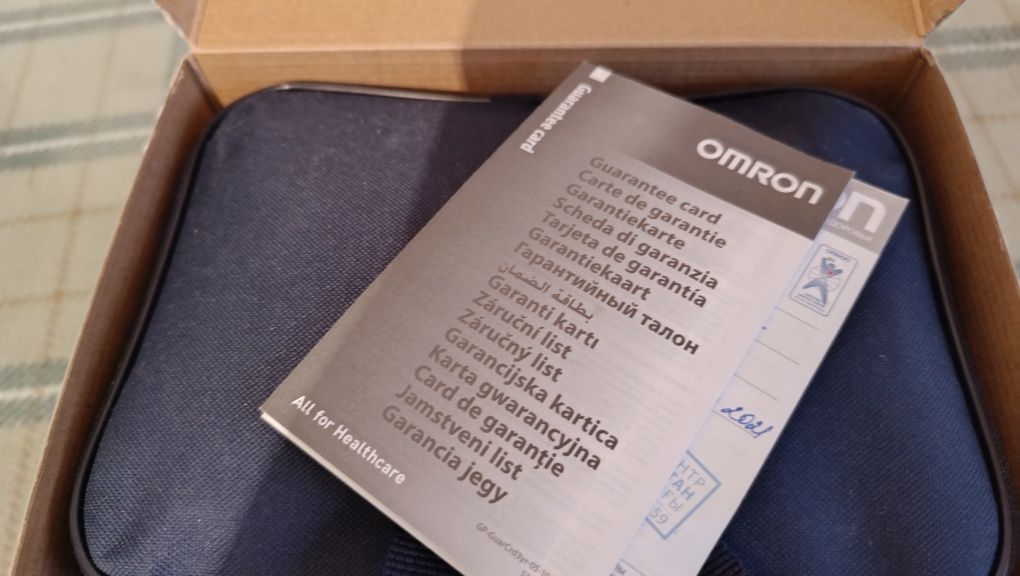 Guarantee card
OMRON
Guarantee card
Carte de garantie
Garantiekarte
Scheda di garanzia
Tarjeta de garantía
Garantiekaart
Гарантийный талон
بطاقة الضمان
Garanti kartı
Záruční list
Záručný list
Garancijska kartica
Karta gwarancyjna
Card de garanție
Jamstveni list
Garancia jegy
All for Healthcare
2021
59